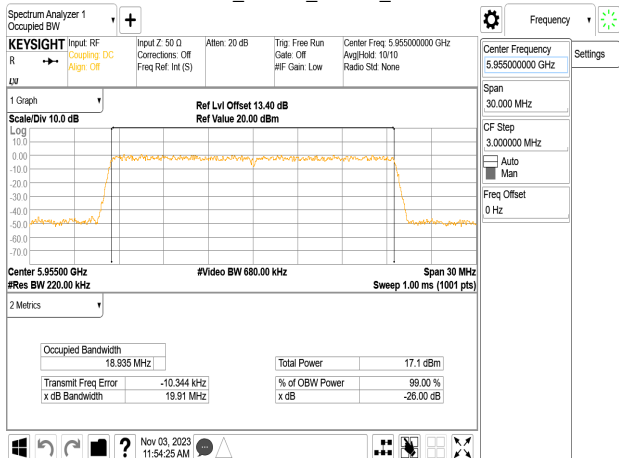 Spectrum Analyzer 1
Occupied BW
Frequency
KEYSIGHT
R
LXI
Input: RF
Coupling: DC
Align: Off
Input Z: 50 Ω
Corrections: Off
Freq Ref: Int (S)
Atten: 20 dB
Trig: Free Run
Gate: Off
#IF Gain: Low
Center Freq: 5.955000000 GHz
Avg|Hold: 10/10
Radio Std: None
Center Frequency
5.955000000 GHz
Settings
Span
30.000 MHz
CF Step
3.000000 MHz
Auto
Man
Freq Offset
0 Hz
1 Graph
Scale/Div 10.0 dB
Ref Lvl Offset 13.40 dB
Ref Value 20.00 dBm
Log
10.0
0.00
-10.0
-20.0
-30.0
-40.0
-50.0
-60.0
-70.0
Center 5.95500 GHz
#Video BW 680.00 kHz
Span 30 MHz
#Res BW 220.00 kHz
Sweep 1.00 ms (1001 pts)
2 Metrics
Occupied Bandwidth
18.935 MHz
Total Power 17.1 dBm
Transmit Freq Error -10.344 kHz
% of OBW Power 99.00 %
x dB Bandwidth 19.91 MHz
x dB -26.00 dB
?
Nov 03, 2023
11:54:25 AM